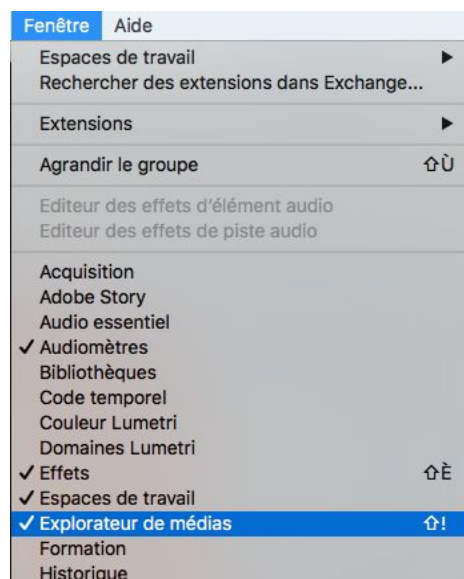 Fenêtre Aide
Espaces de travail ▶
Rechercher des extensions dans Exchange...
Extensions ▶
Agrandir le groupe ⇧Ù
Editeur des effets d'élément audio
Editeur des effets de piste audio
Acquisition
Adobe Story
Audio essentiel
✓ Audiomètres
Bibliothèques
Code temporel
Couleur Lumetri
Domaines Lumetri
✓ Effets ⇧È
✓ Espaces de travail
✓ Explorateur de médias ⇧!
Formation
Historique